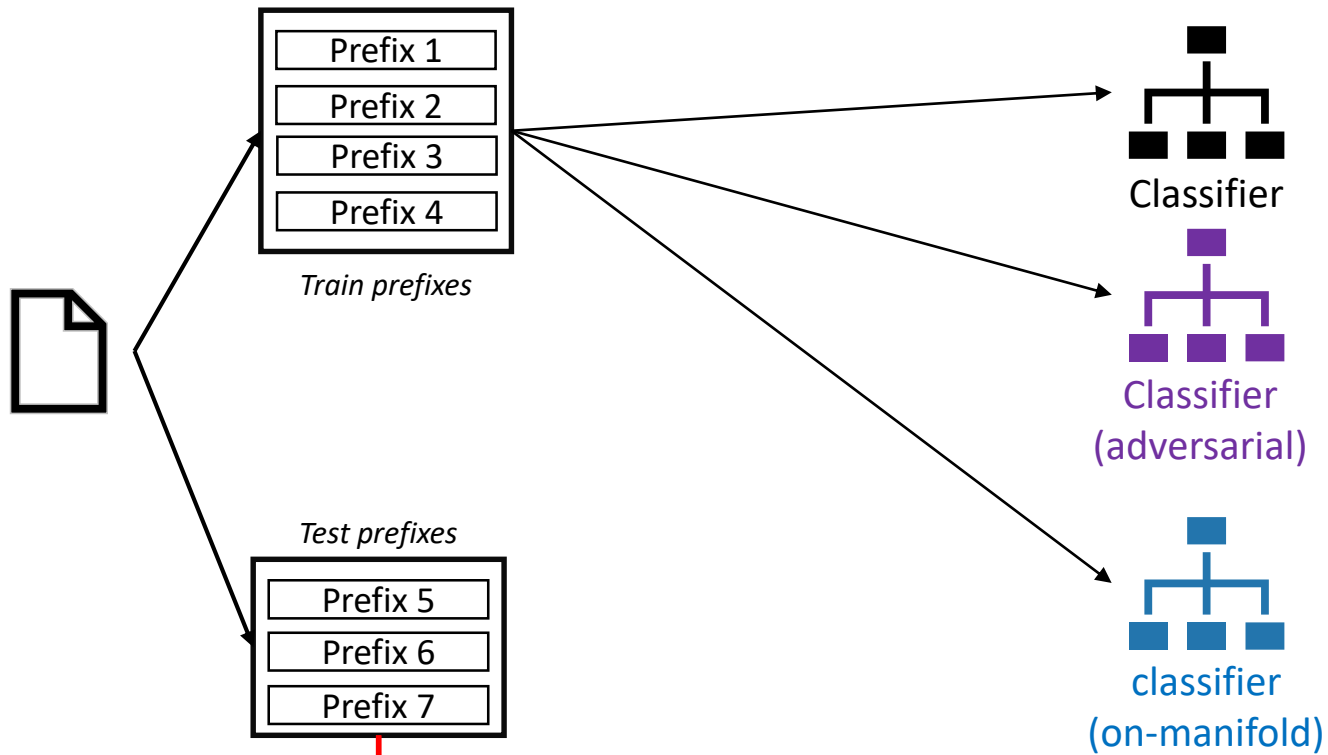 Prefix 1
Prefix 2
Prefix 3
Prefix 4
Train prefixes
Test prefixes
Prefix 5
Prefix 6
Prefix 7
Classifier
Classifier
(adversarial)
classifier
(on-manifold)